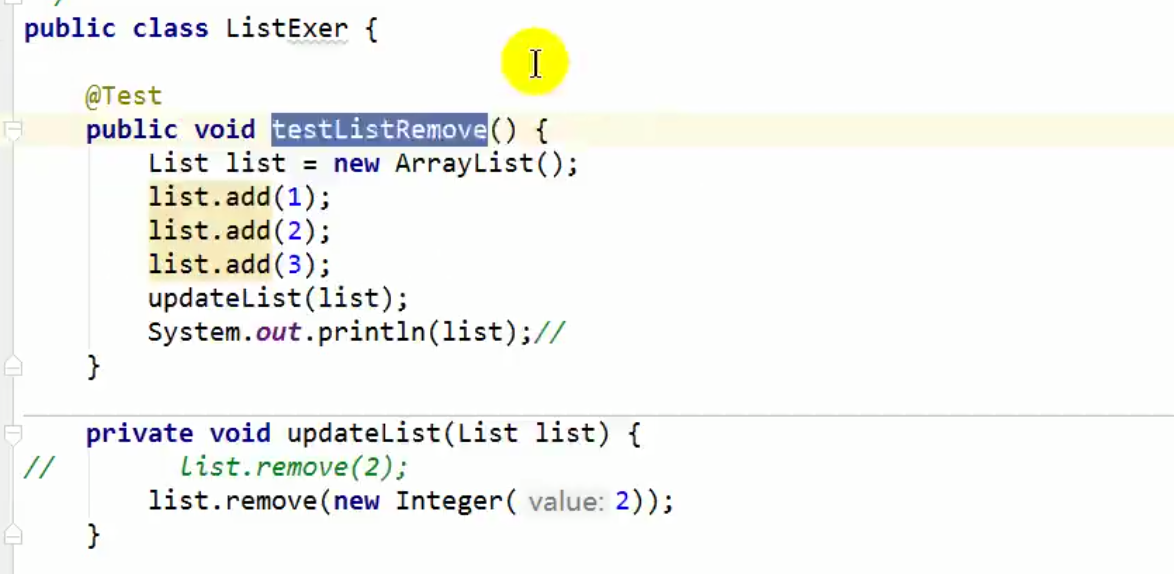 public class ListExer {
@Test
public void testListRemove() {
List list = new ArrayList();
list.add(1);
list.add(2);
list.add(3);
updateList(list);
System.out.println(list);//
}
private void updateList(List list) {
// list.remove(2);
list.remove(new Integer( value: 2));
}